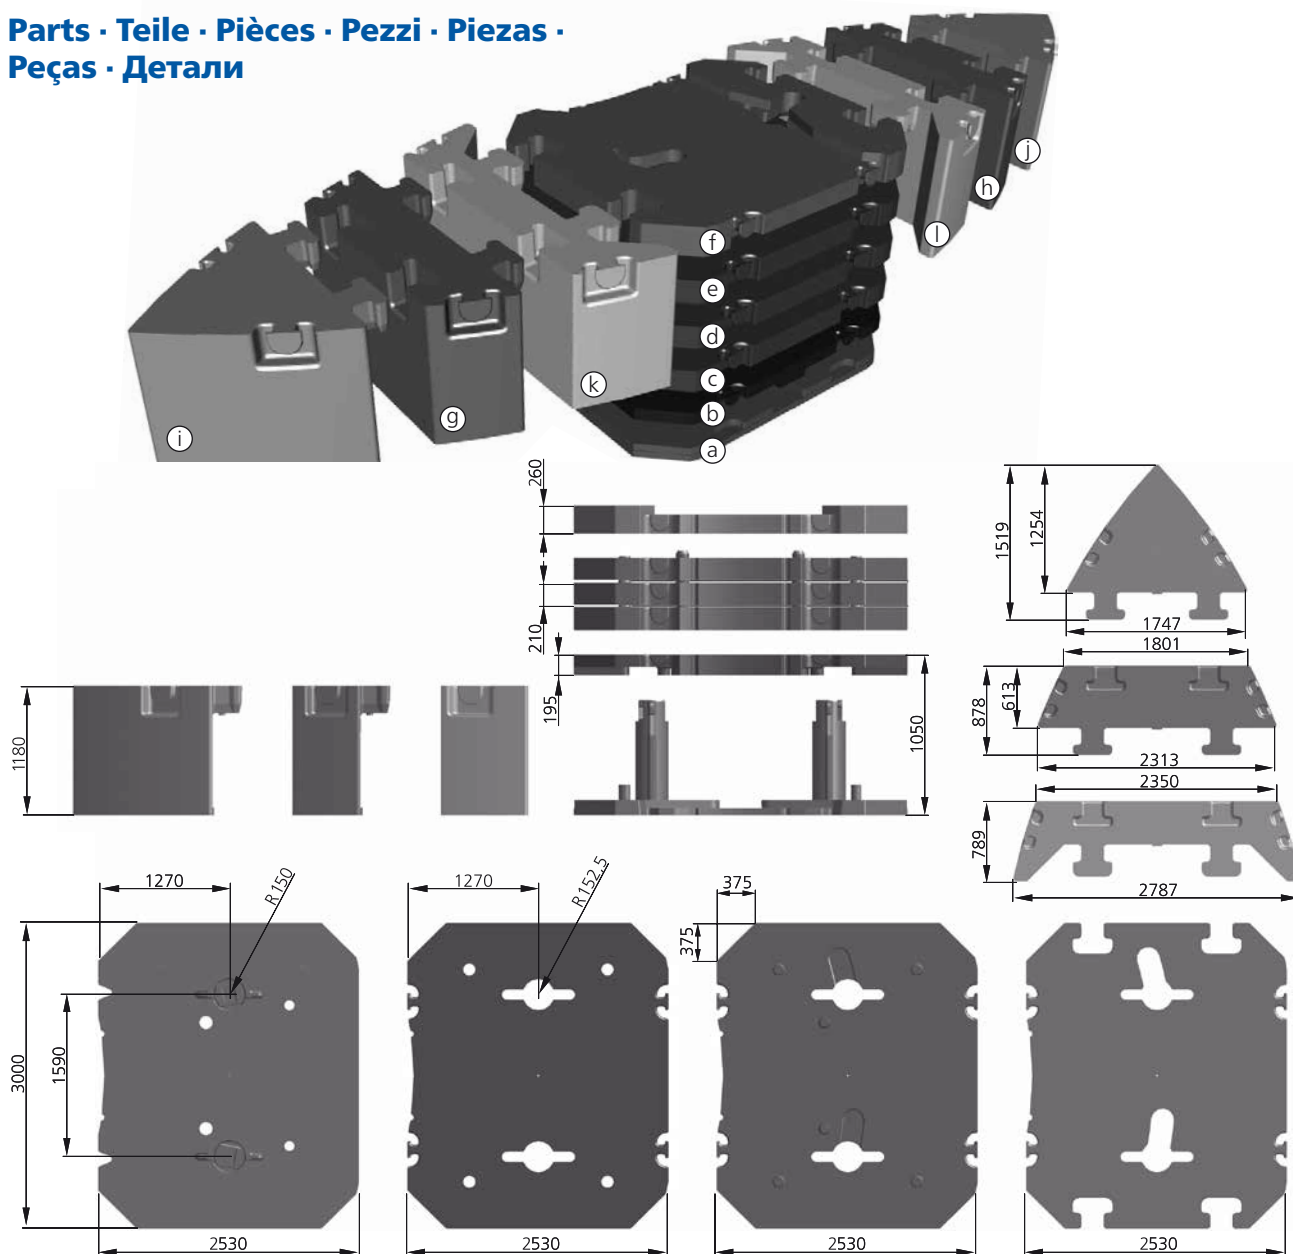 Parts · Teile · Pièces · Pezzi · Piezas ·
Peças · Детали
j
h
l
f
e
d
c
b
a
k
g
i
260
210
195
1050
1180
1519
1254
1747
1801
878
613
2313
2350
789
2787
1270
R150
3000
1590
2530
1270
R152,5
2530
375
375
2530
2530